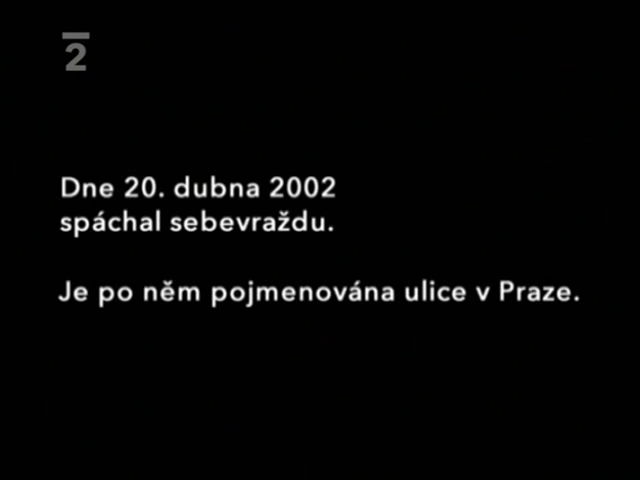 2
Dne 20. dubna 2002
spáchal sebevraždu.
Je po něm pojmenována ulice v Praze.